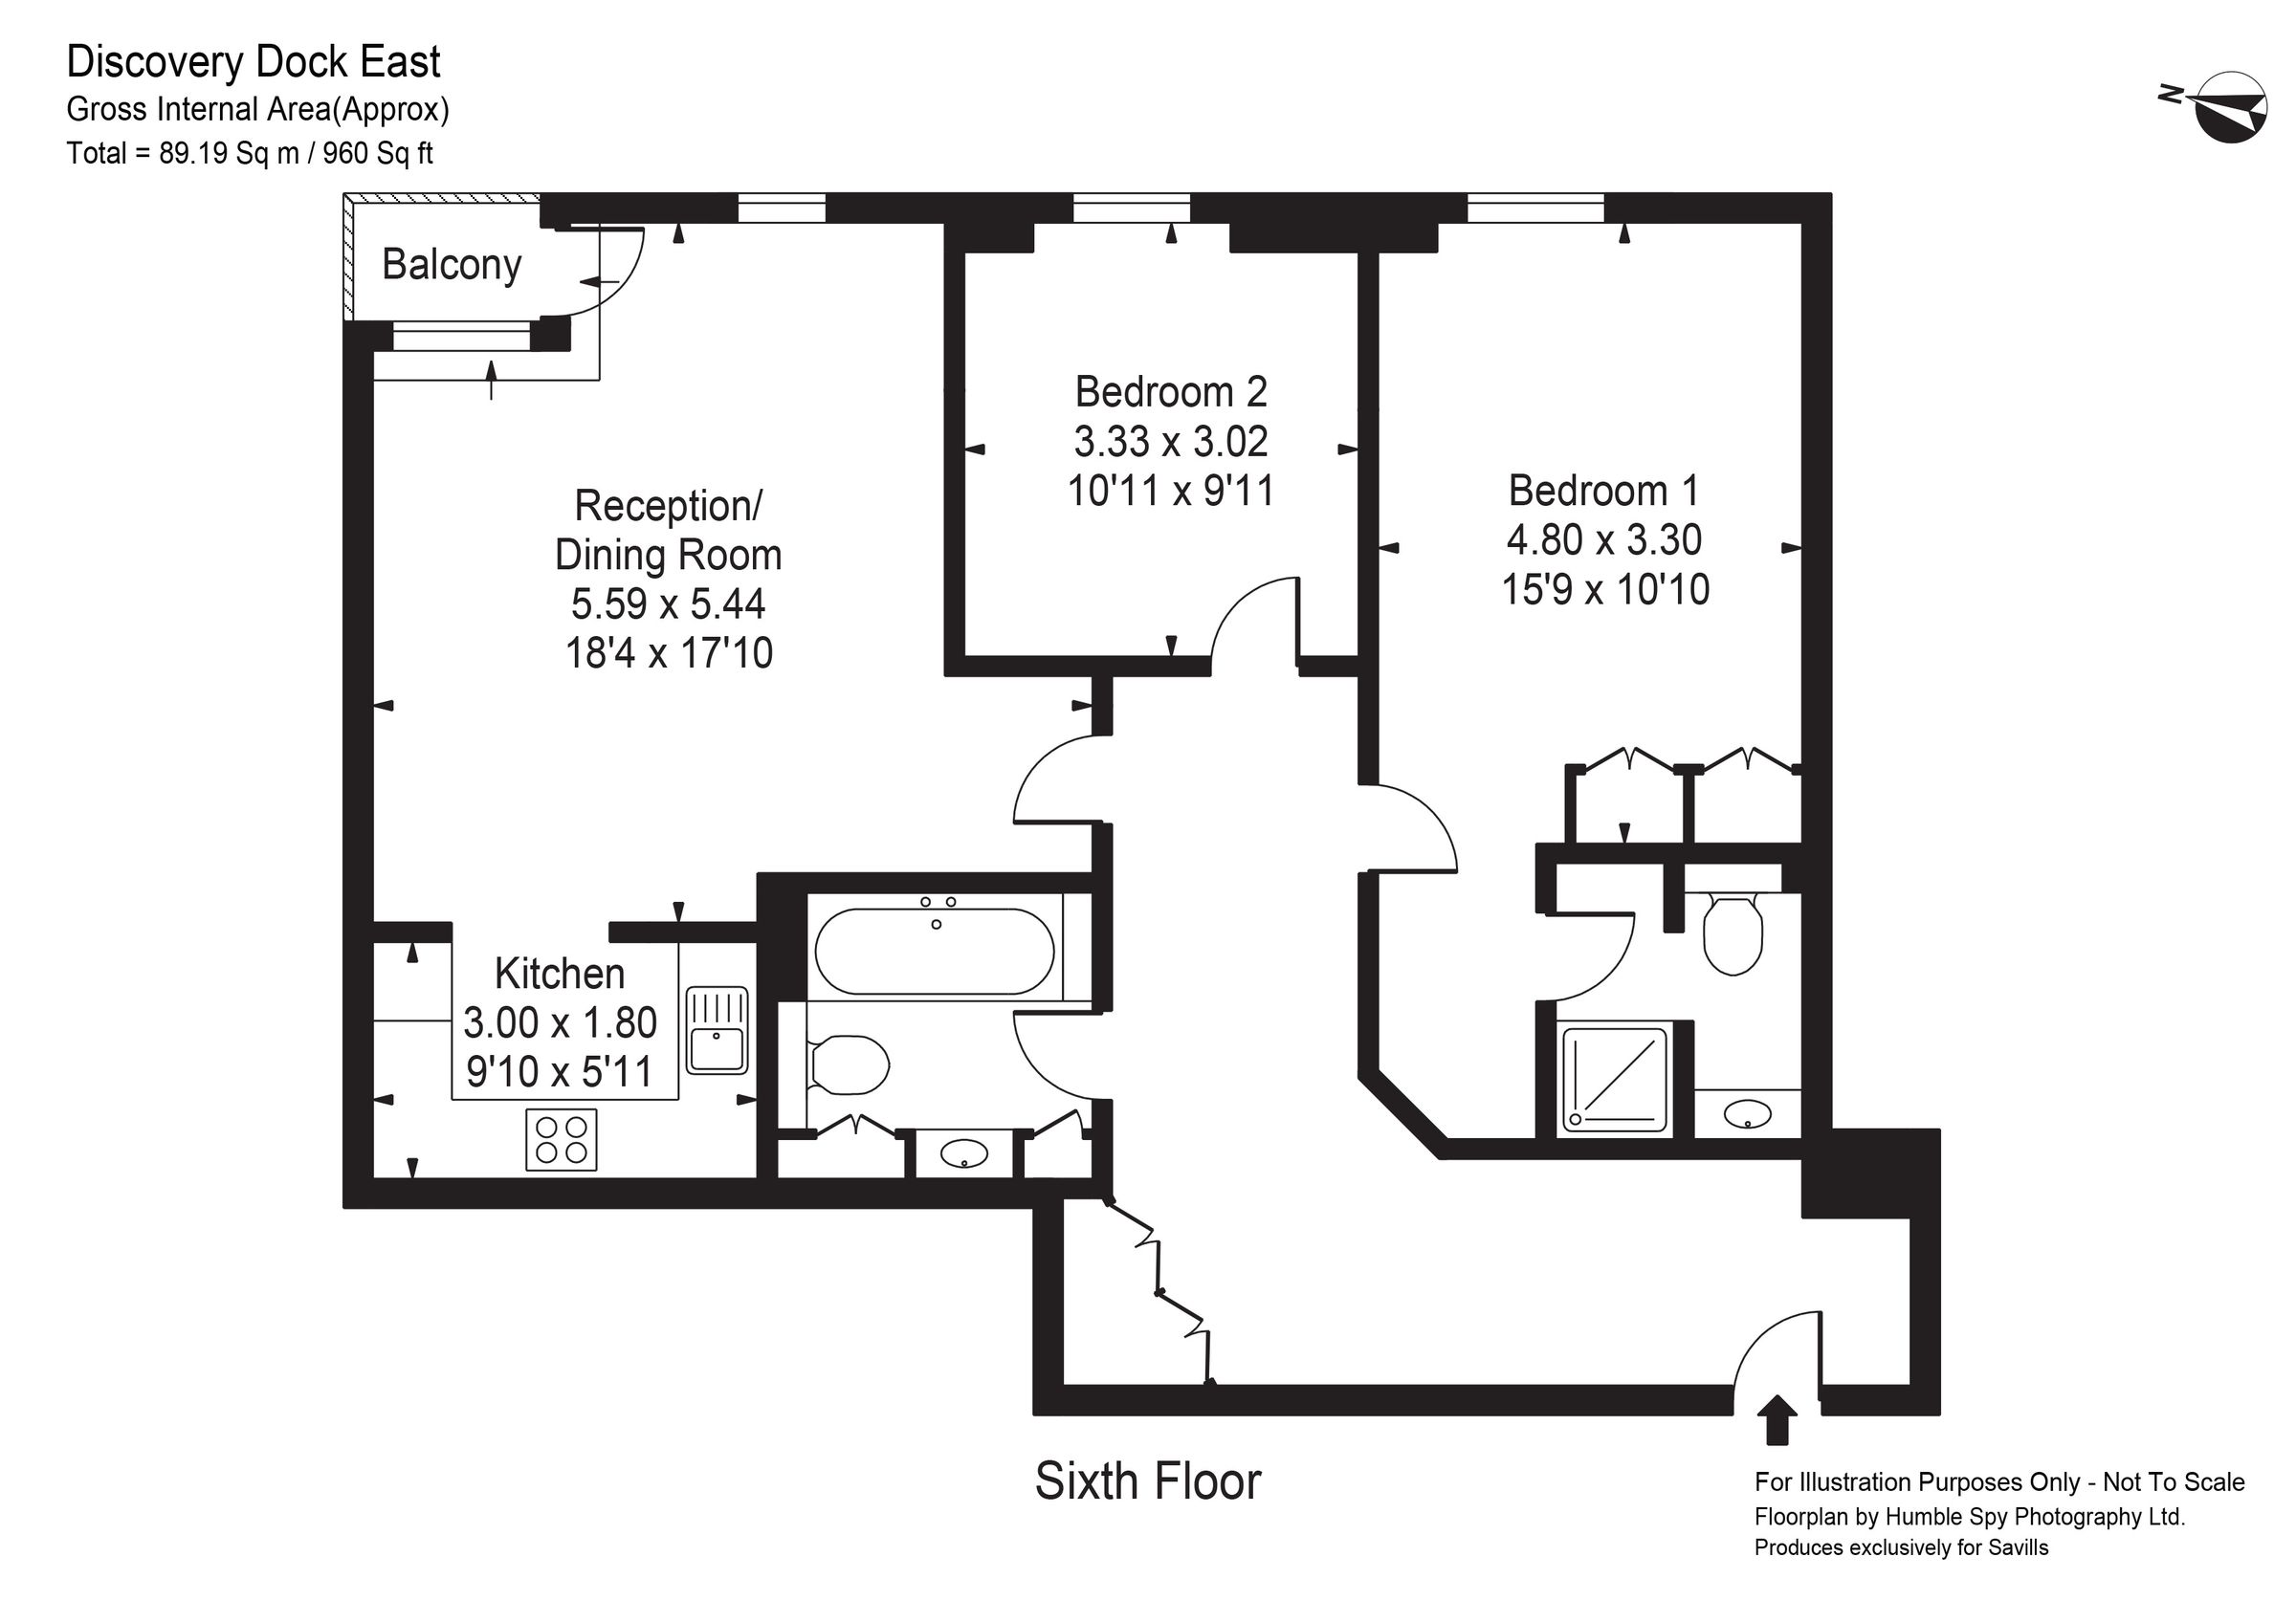 Discovery Dock East
Gross Internal Area(Approx)
Total = 89.19 Sq m / 960 Sq ft
N
Balcony
Bedroom 2
3.33 x 3.02
10'11 x 9'11
Reception/
Dining Room
5.59 x 5.44
18'4 x 17'10
Bedroom 1
4.80 x 3.30
15'9 x 10'10
Kitchen
3.00 x 1.80
9'10 x 5'11
Sixth Floor
For Illustration Purposes Only - Not To Scale
Floorplan by Humble Spy Photography Ltd.
Produces exclusively for Savills